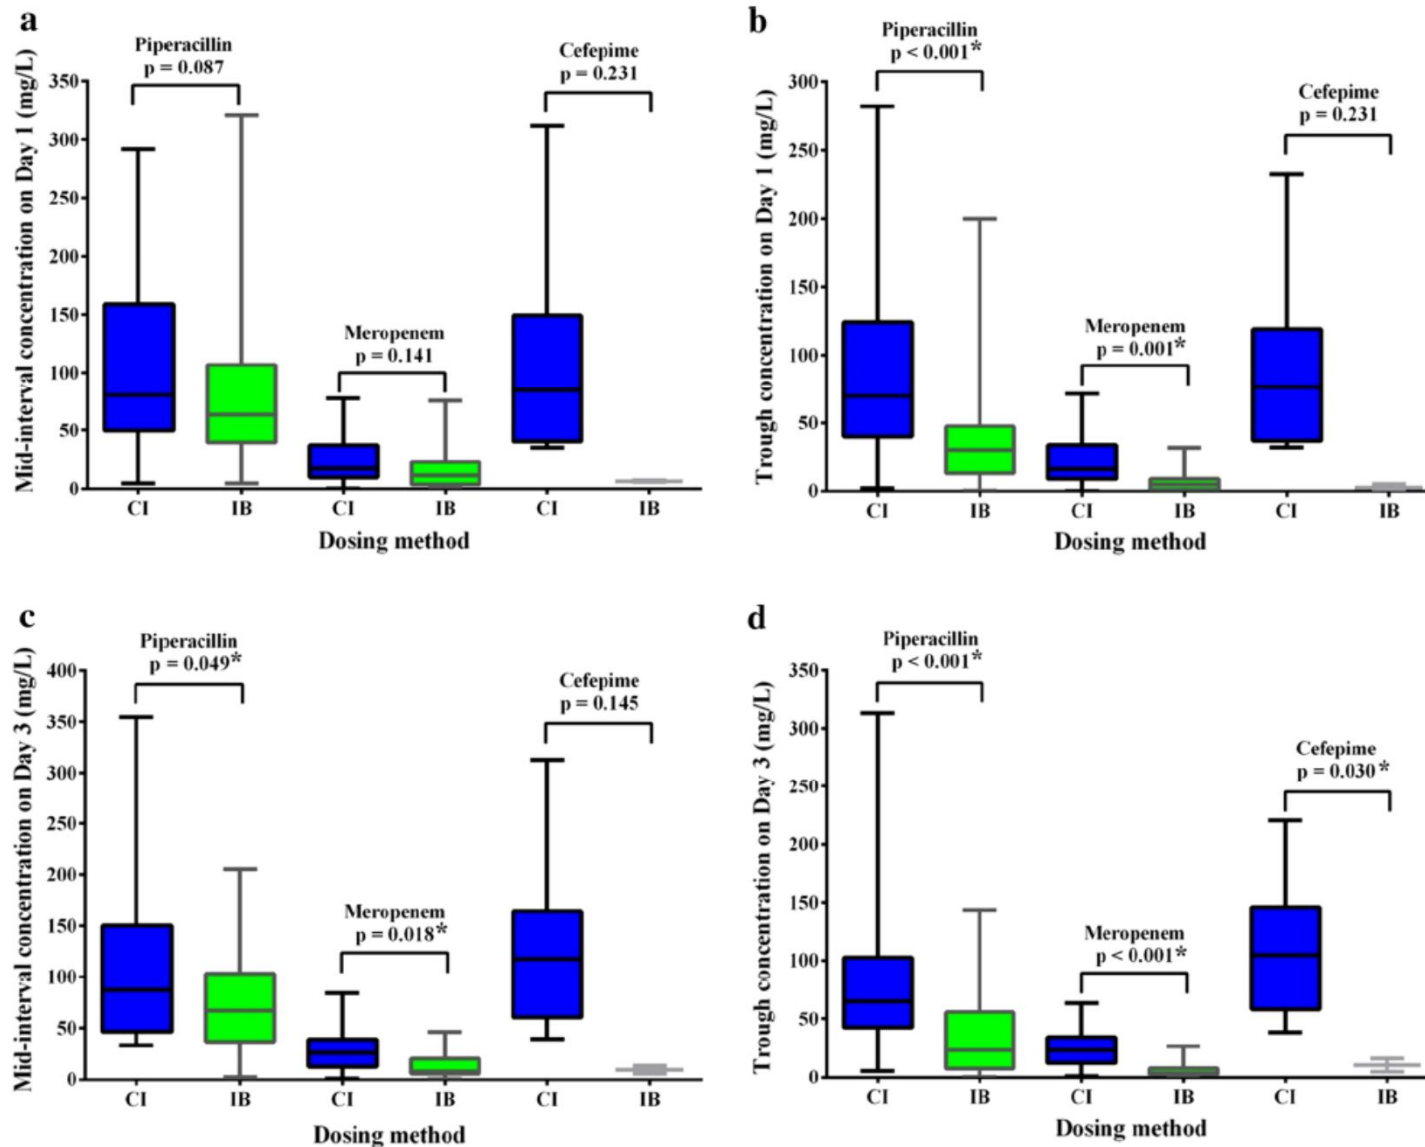 a
Mid-interval concentration on Day 1 (mg/L)
350
300
250
200
150
100
50
0
Piperacillin
p = 0.087
Meropenem
p = 0.141
Cefepime
p = 0.231
CI IB CI IB CI IB
Dosing method
b
Trough concentration on Day 1 (mg/L)
300
250
200
150
100
50
0
Piperacillin
p < 0.001*
Meropenem
p = 0.001*
Cefepime
p = 0.231
CI IB CI IB CI IB
Dosing method
c
Mid-interval concentration on Day 3 (mg/L)
400
350
300
250
200
150
100
50
0
Piperacillin
p = 0.049*
Meropenem
p = 0.018*
Cefepime
p = 0.145
CI IB CI IB CI IB
Dosing method
d
Trough concentration on Day 3 (mg/L)
350
300
250
200
150
100
50
0
Piperacillin
p < 0.001*
Meropenem
p < 0.001*
Cefepime
p = 0.030*
CI IB CI IB CI IB
Dosing method